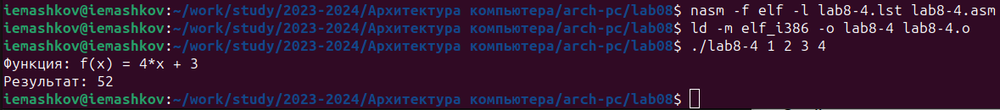 iemashkov@iemashkov:~/work/study/2023-2024/Архитектура компьютера/arch-pc/lab08$ nasm -f elf -l lab8-4.lst lab8-4.asm
iemashkov@iemashkov:~/work/study/2023-2024/Архитектура компьютера/arch-pc/lab08$ ld -m elf_i386 -o lab8-4 lab8-4.o
iemashkov@iemashkov:~/work/study/2023-2024/Архитектура компьютера/arch-pc/lab08$ ./lab8-4 1 2 3 4
Функция: f(x) = 4*x + 3
Результат: 52
iemashkov@iemashkov:~/work/study/2023-2024/Архитектура компьютера/arch-pc/lab08$